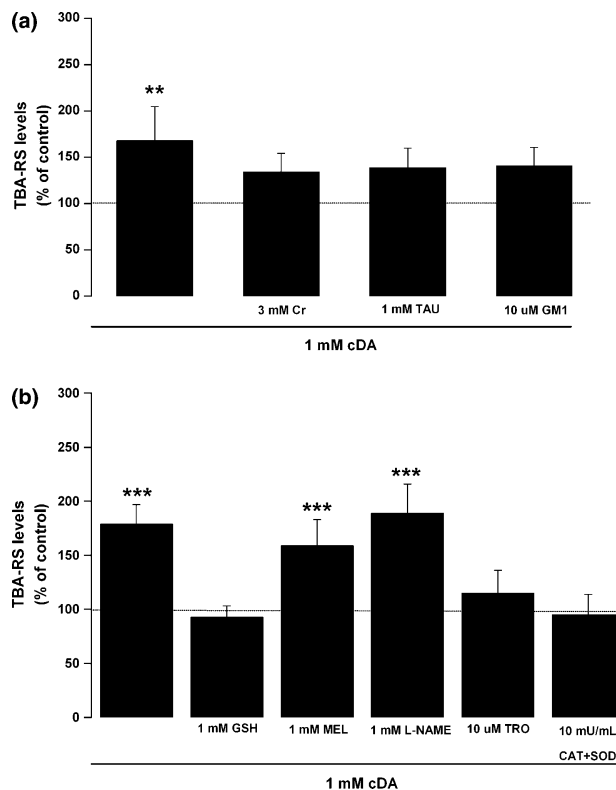 (a)
300
250
200
150
100
50
0
TBA-RS levels
(% of control)
**
3 mM Cr
1 mM TAU
10 uM GM1
1 mM cDA
(b)
300
250
200
150
100
50
0
TBA-RS levels
(% of control)
***
***
***
1 mM GSH
1 mM MEL
1 mM L-NAME
10 uM TRO
10 mU/mL
CAT+SOD
1 mM cDA